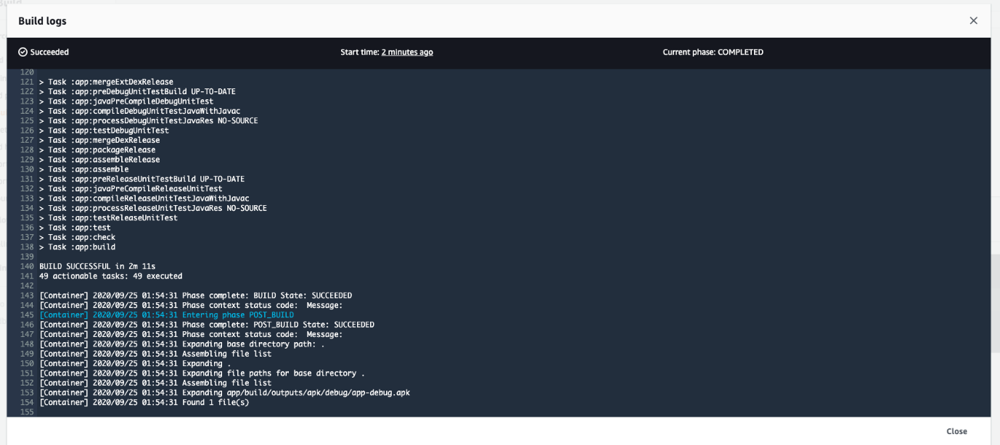 Build logs
Succeeded
Start time: 2 minutes ago
Current phase: COMPLETED
120
121 > Task :app:mergeExtDexRelease
122 > Task :app:preDebugUnitTestBuild UP-TO-DATE
123 > Task :app:javaPreCompileDebugUnitTest
124 > Task :app:compileDebugUnitTestJavaWithJavac
125 > Task :app:processDebugUnitTestJavaRes NO-SOURCE
126 > Task :app:testDebugUnitTest
127 > Task :app:mergeDexRelease
128 > Task :app:packageRelease
129 > Task :app:assembleRelease
130 > Task :app:assemble
131 > Task :app:preReleaseUnitTestBuild UP-TO-DATE
132 > Task :app:javaPreCompileReleaseUnitTest
133 > Task :app:compileReleaseUnitTestJavaWithJavac
134 > Task :app:processReleaseUnitTestJavaRes NO-SOURCE
135 > Task :app:testReleaseUnitTest
136 > Task :app:test
137 > Task :app:check
138 > Task :app:build
139
140 BUILD SUCCESSFUL in 2m 11s
141 49 actionable tasks: 49 executed
142
143 [Container] 2020/09/25 01:54:31 Phase complete: BUILD State: SUCCEEDED
144 [Container] 2020/09/25 01:54:31 Phase context status code:  Message:
145 [Container] 2020/09/25 01:54:31 Entering phase POST_BUILD
146 [Container] 2020/09/25 01:54:31 Phase complete: POST_BUILD State: SUCCEEDED
147 [Container] 2020/09/25 01:54:31 Phase context status code:  Message:
148 [Container] 2020/09/25 01:54:31 Expanding base directory path: .
149 [Container] 2020/09/25 01:54:31 Assembling file list
150 [Container] 2020/09/25 01:54:31 Expanding .
151 [Container] 2020/09/25 01:54:31 Expanding file paths for base directory .
152 [Container] 2020/09/25 01:54:31 Assembling file list
153 [Container] 2020/09/25 01:54:31 Expanding app/build/outputs/apk/debug/app-debug.apk
154 [Container] 2020/09/25 01:54:31 Found 1 file(s)
155
Close